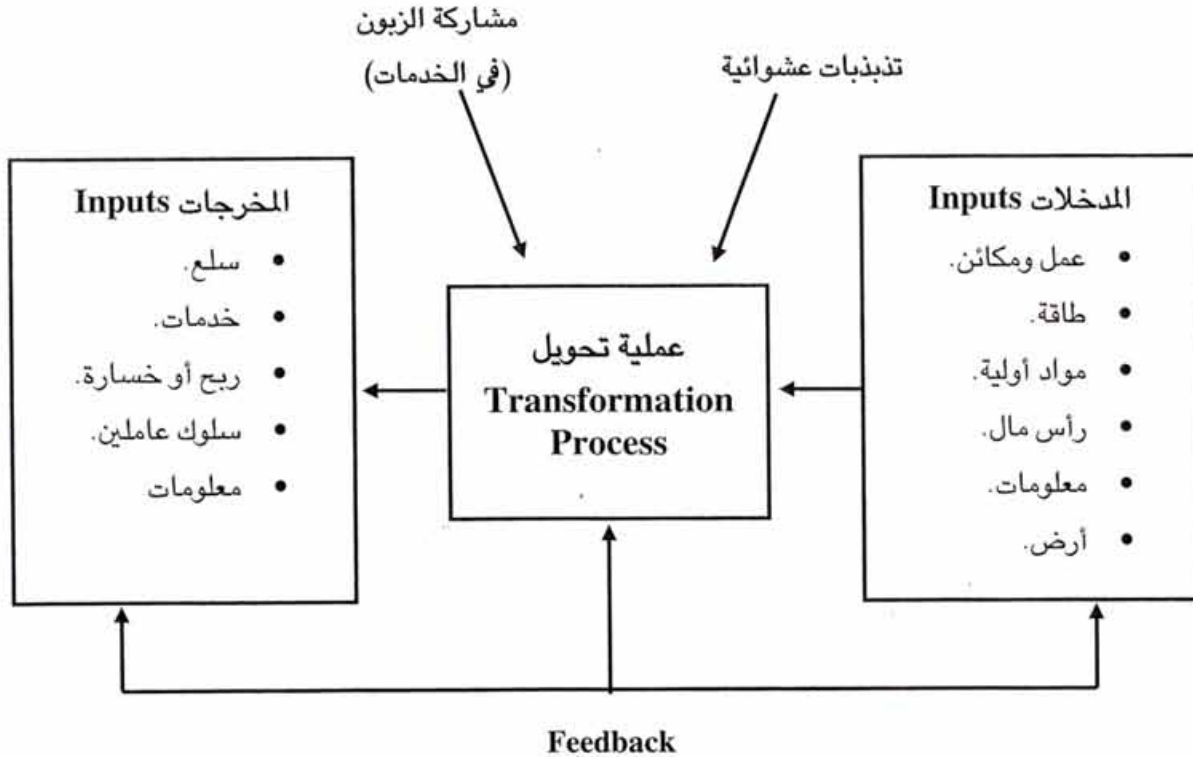 مشاركة الزبون
(في الخدمات)
تذبذبات عشوائية
المدخلات Inputs
• عمل ومكائن.
• طاقة.
• مواد أولية.
• رأس مال.
• معلومات.
• أرض.
عملية تحويل
Transformation
Process
المخرجات Inputs
• سلع.
• خدمات.
• ربح أو خسارة.
• سلوك عاملين.
• معلومات
Feedback